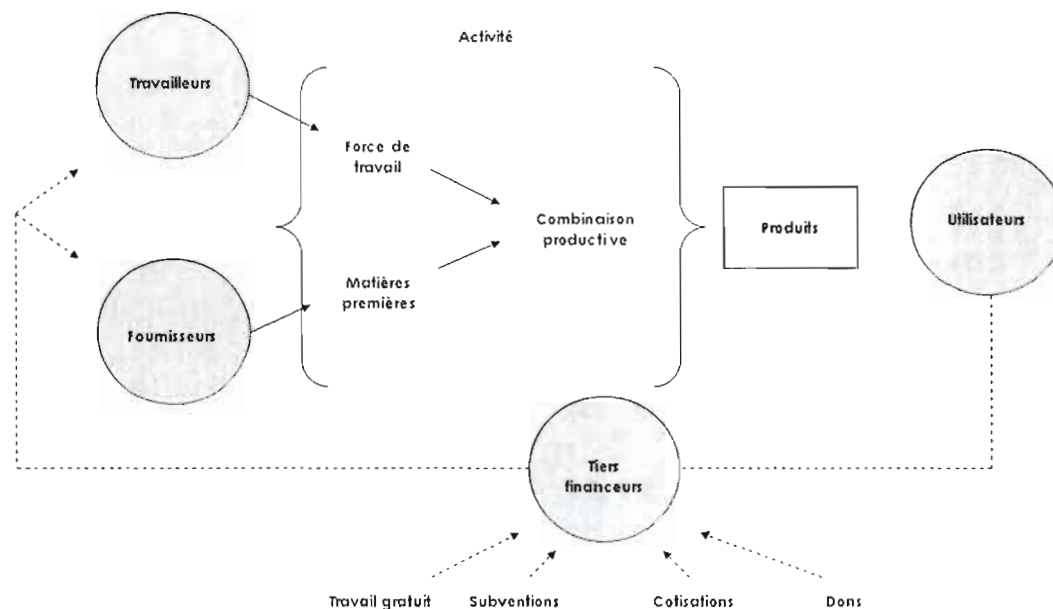 Activité
Travailleurs
Force de
travail
Combinaison
productive
Produits
Utilisateurs
Matières
premières
Fournisseurs
Tiers
financeurs
Travail gratuit
Subventions
Cotisations
Dons